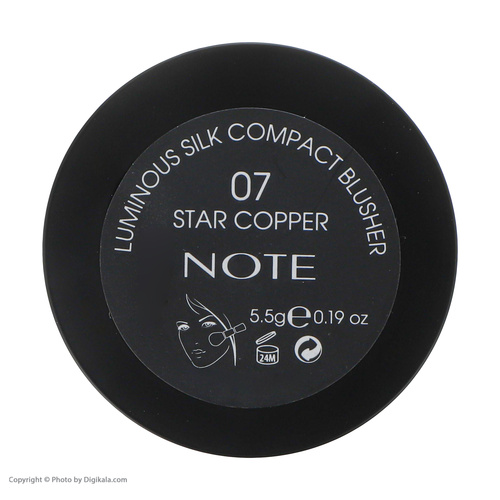 LUMINOUS SILK COMPACT BLUSHER
07
STAR COPPER
NOTE
5.5g e 0.19 oz
24M
Copyright © Photo by Digikala.com